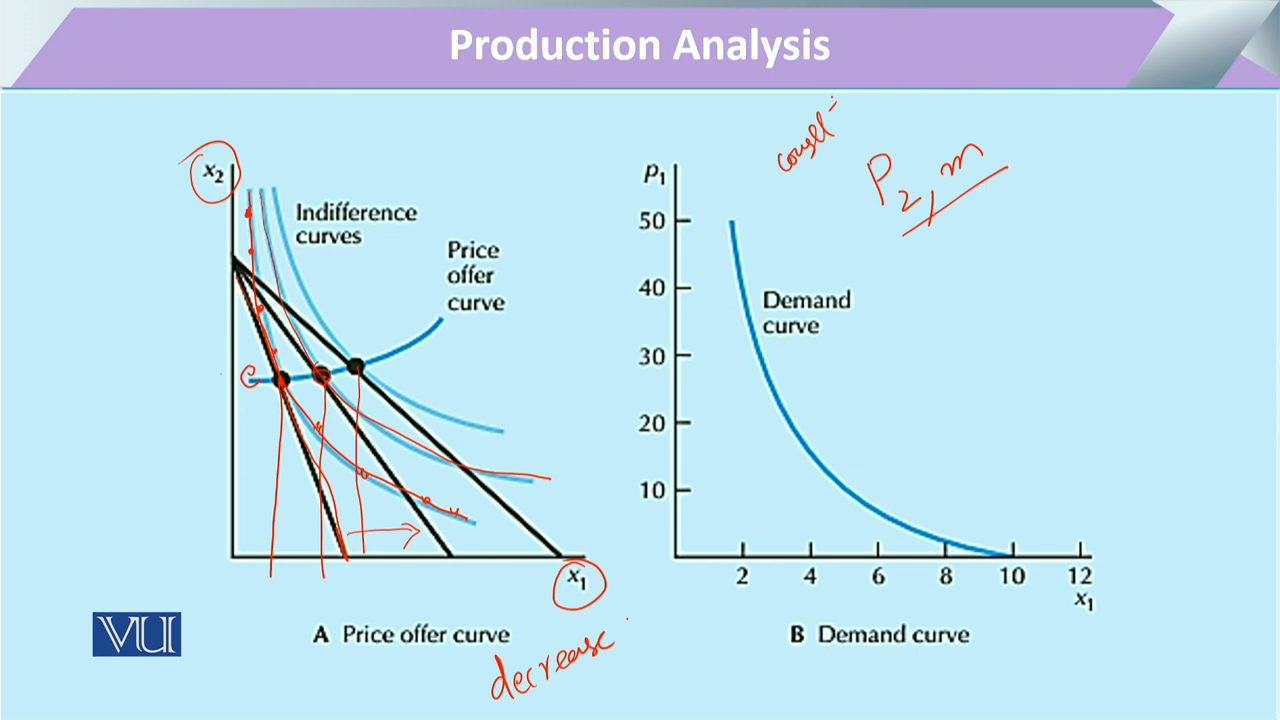 Production Analysis
x2
Indifference
curves
Price
offer
curve
x1
A Price offer curve
decrease
VU
P2, m
p1
50
40
30
20
10
Demand
curve
2 4 6 8 10 12
x1
B Demand curve